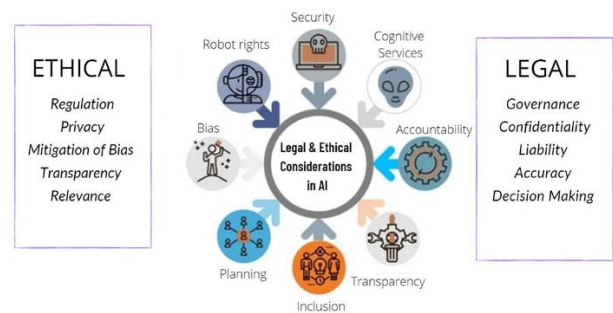 ETHICAL
Regulation
Privacy
Mitigation of Bias
Transparency
Relevance
Security
Robot rights
Cognitive
Services
Bias
Legal & Ethical
Considerations
in AI
Accountability
Planning
Transparency
Inclusion
LEGAL
Governance
Confidentiality
Liability
Accuracy
Decision Making